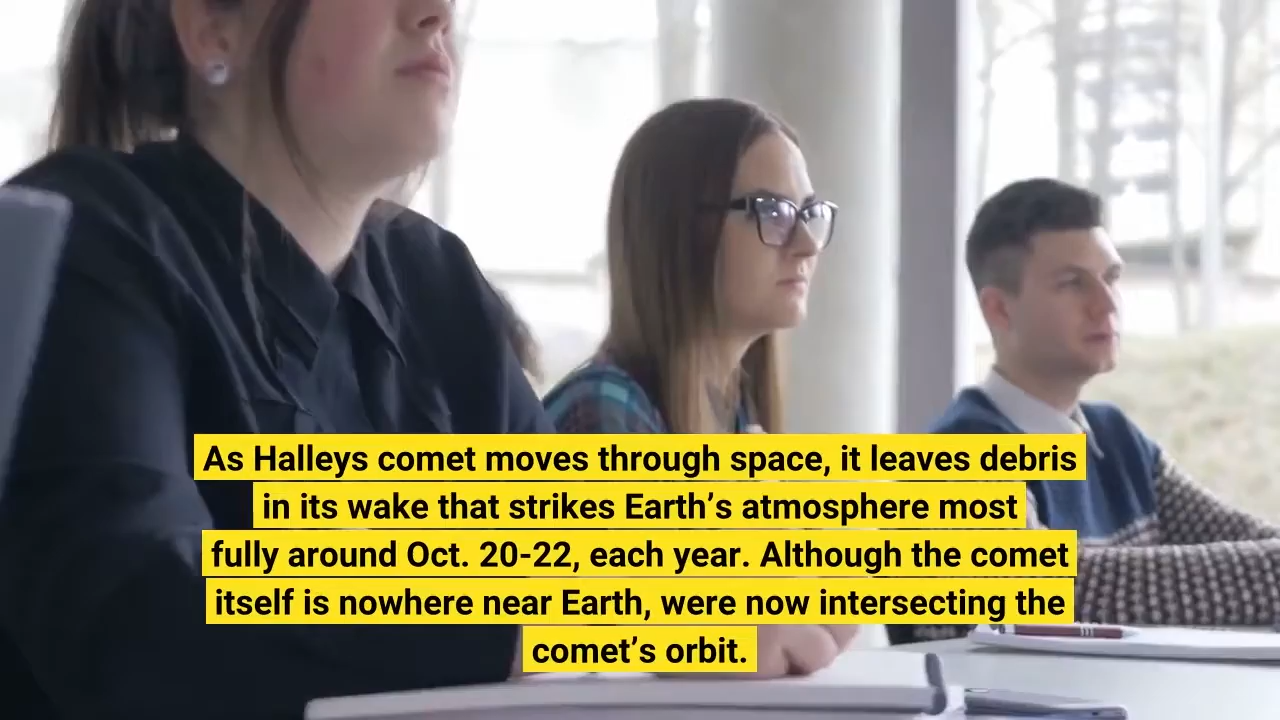 As Halleys comet moves through space, it leaves debris
in its wake that strikes Earth’s atmosphere most
fully around Oct. 20-22, each year. Although the comet
itself is nowhere near Earth, were now intersecting the
comet’s orbit.